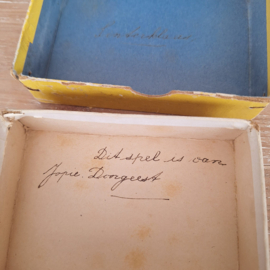 Dit spel is van
Jopie Dongeest